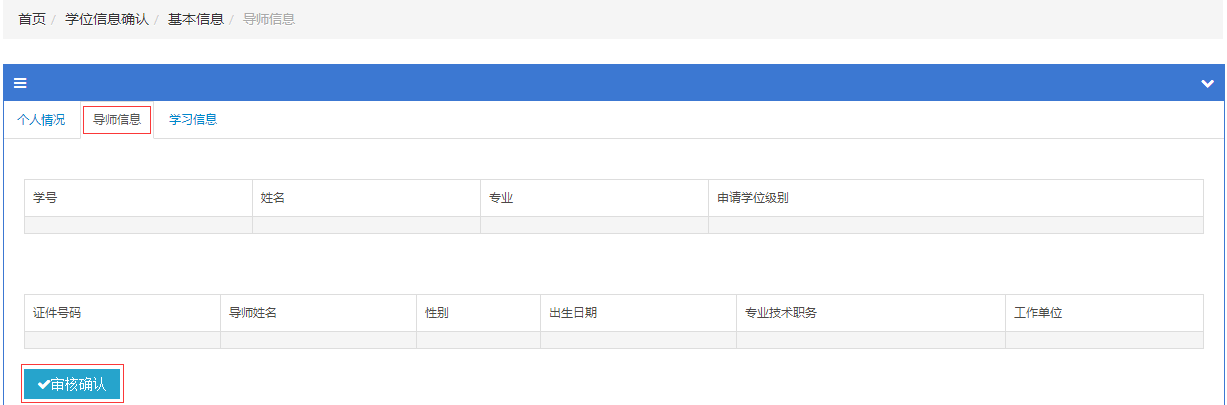 首页 / 学位信息确认 / 基本信息 / 导师信息
个人情况 导师信息 学习信息
学号 姓名 专业 申请学位级别
证件号码 导师姓名 性别 出生日期 专业技术职务 工作单位
审核确认